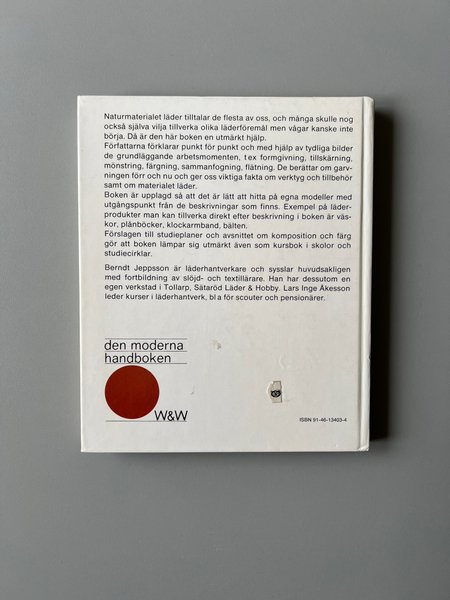 Naturmaterialet läder tilltalar de flesta av oss, och många skulle nog
också själva vilja tillverka olika läderföremål men vågar kanske inte
börja. Då är den här boken en utmärkt hjälp.
Författarna förklarar punkt för punkt och med hjälp av tydliga bilder
de grundläggande arbetsmomenten, t ex formgivning, tillskärning,
mönstring, färgning, sammanfogning, flätning. De berättar om garv-
ningen förr och nu och ger oss viktiga fakta om verktyg och tillbehör
samt om materialet läder.
Boken är upplagd så att det är lätt att hitta på egna modeller med
utgångspunkt från de beskrivningar som finns. Exempel på läder-
produkter man kan tillverka direkt efter beskrivning i boken är väs-
kor, plånböcker, klockarmband, bälten.
Förslagen till studieplaner och avsnittet om komposition och färg
gör att boken lämpar sig utmärkt även som kursbok i skolor och
studiecirklar.
Berndt Jeppsson är läderhantverkare och sysslar huvudsakligen
med fortbildning av slöjd- och textillärare. Han har dessutom en
egen verkstad i Tollarp, Sätaröd Läder & Hobby. Lars Inge Åkesson
leder kurser i läderhantverk, bl a för scouter och pensionärer.
den moderna
handboken
W&W
ISBN 91-46-13403-4